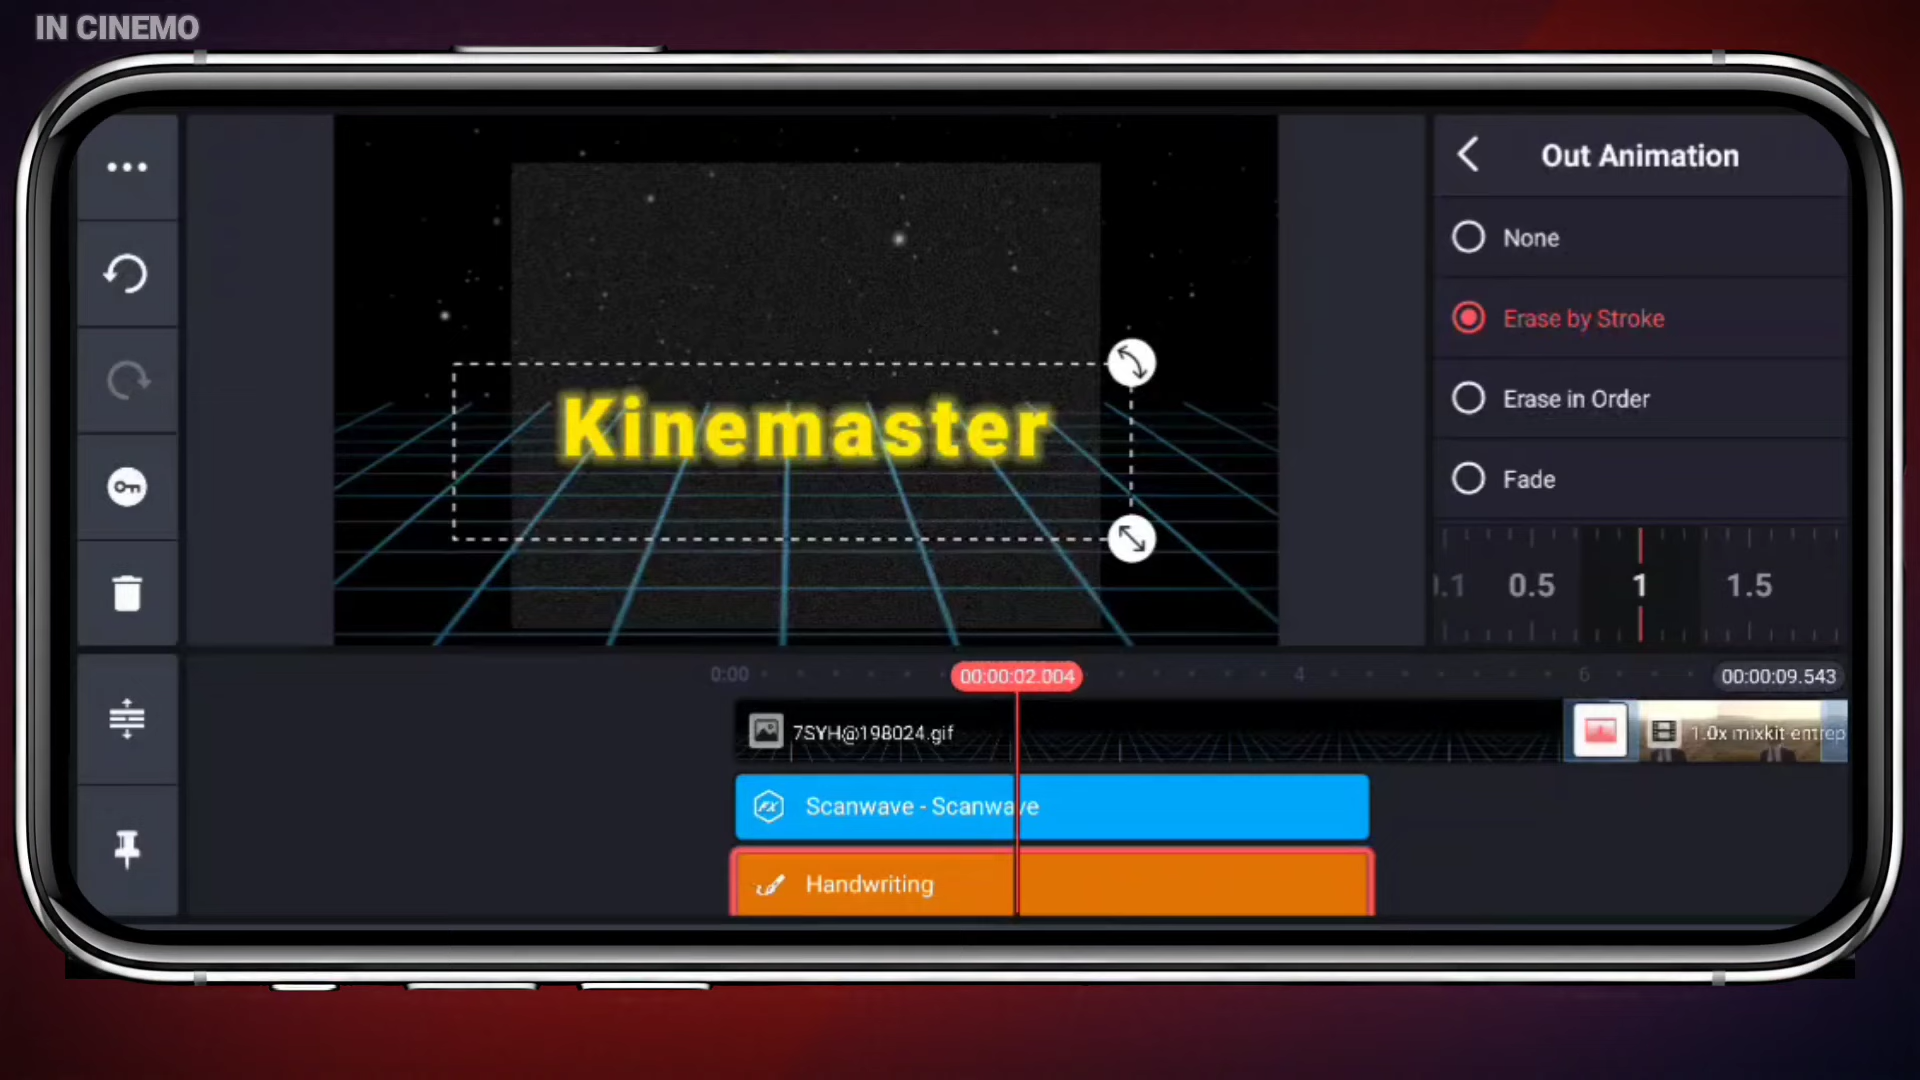 IN CINEMO
Out Animation
None
Erase by Stroke
Kinemaster
Erase in Order
Fade
0.5 1 1.5
0:00 00:00:02.004 4 6 00:00:09.543
7SYH@198024.gif
1.0x mixkit entrep
Scanwave - Scanwave
Handwriting